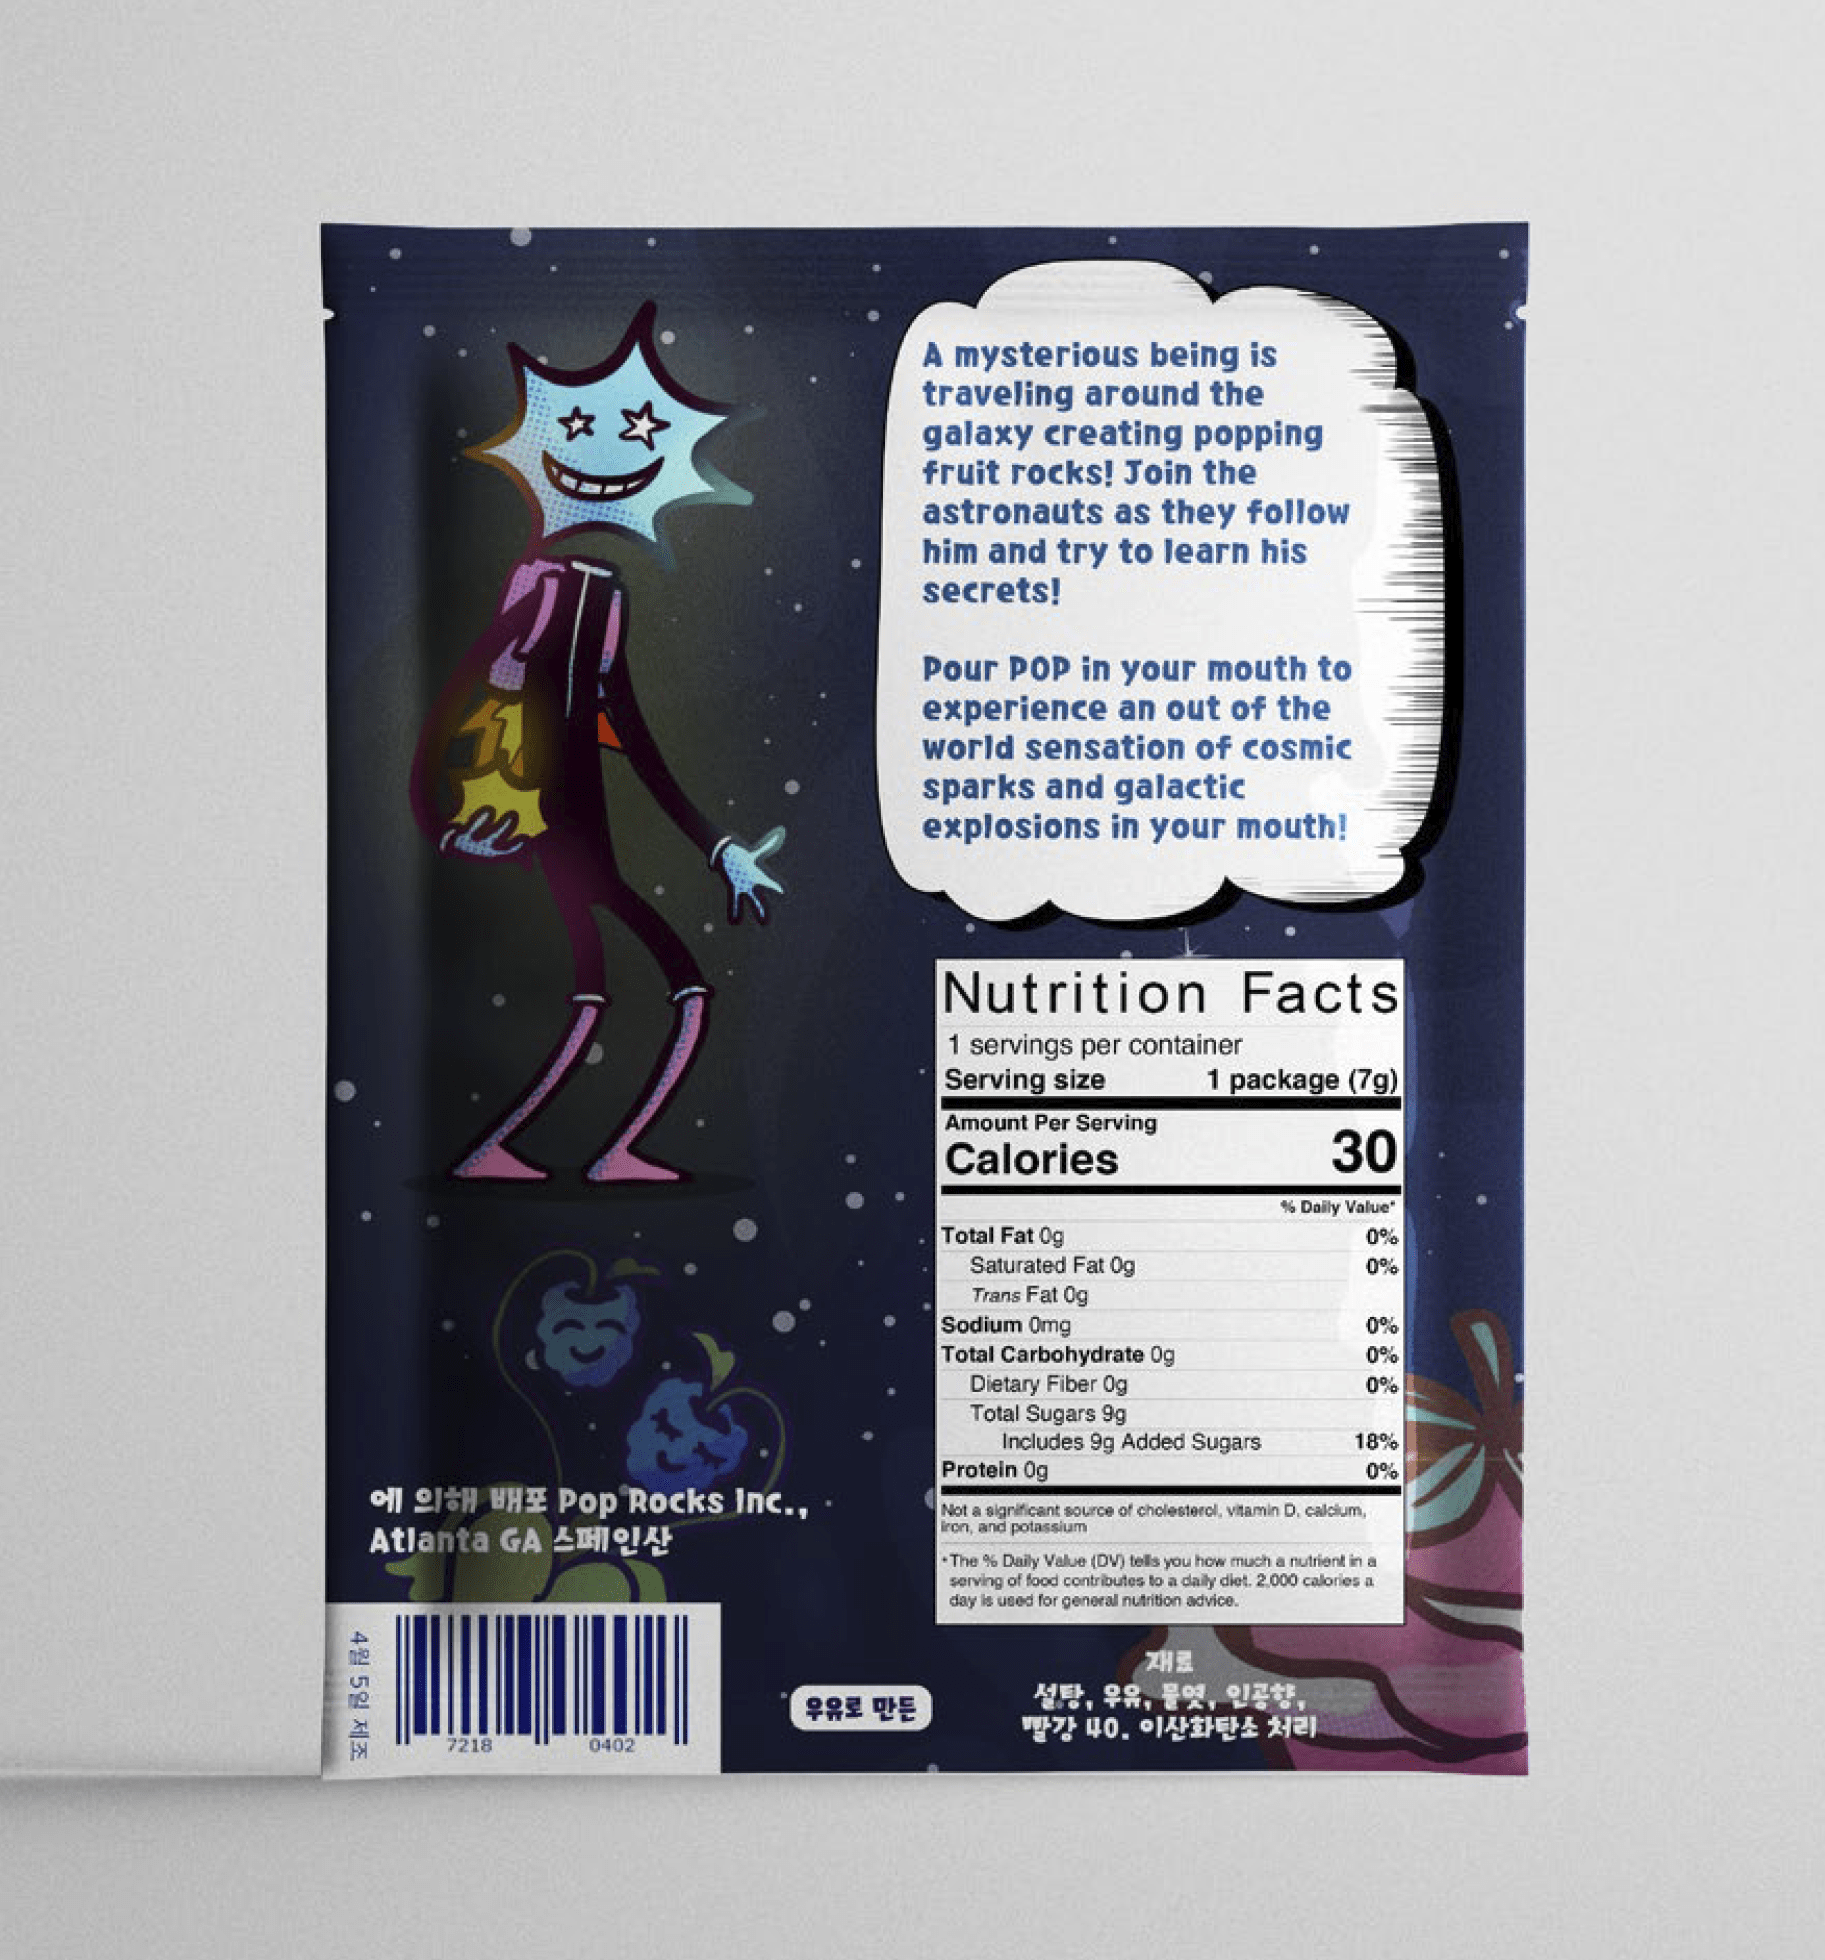 A mysterious being is
traveling around the
galaxy creating popping
fruit rocks! Join the
astronauts as they follow
him and try to learn his
secrets!
Pour POP in your mouth to
experience an out of the
world sensation of cosmic
sparks and galactic
explosions in your mouth!
Nutrition Facts
1 servings per container
Serving size 1 package (7g)
Amount Per Serving
Calories 30
% Daily Value*
Total Fat 0g 0%
Saturated Fat 0g 0%
Trans Fat 0g
Sodium 0mg 0%
Total Carbohydrate 0g 0%
Dietary Fiber 0g 0%
Total Sugars 9g
Includes 9g Added Sugars 18%
Protein 0g 0%
Not a significant source of cholesterol, vitamin D, calcium,
iron, and potassium
*The % Daily Value (DV) tells you how much a nutrient in a
serving of food contributes to a daily diet. 2,000 calories a
day is used for general nutrition advice.
에 의해 배포 Pop Rocks Inc.,
Atlanta GA 스페인산
4월 5일 제조
7218 0402
우유로 만든
재료
설탕, 우유, 물엿, 인공향,
빨강 40. 이산화탄소 처리